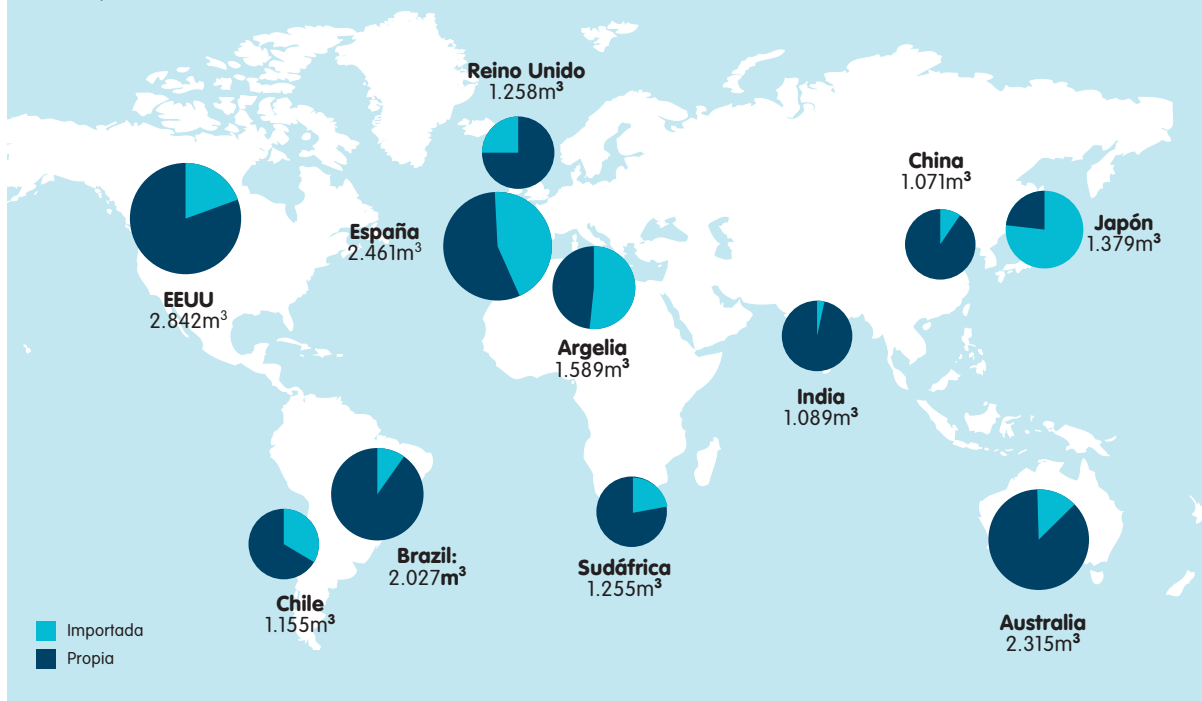 Reino Unido
1.258m³
China
1.071m³
Japón
1.379m³
España
2.461m³
EEUU
2.842m³
Argelia
1.589m³
India
1.089m³
Brazil:
2.027m³
Sudáfrica
1.255m³
Chile
1.155m³
Australia
2.315m³
Importada
Propia